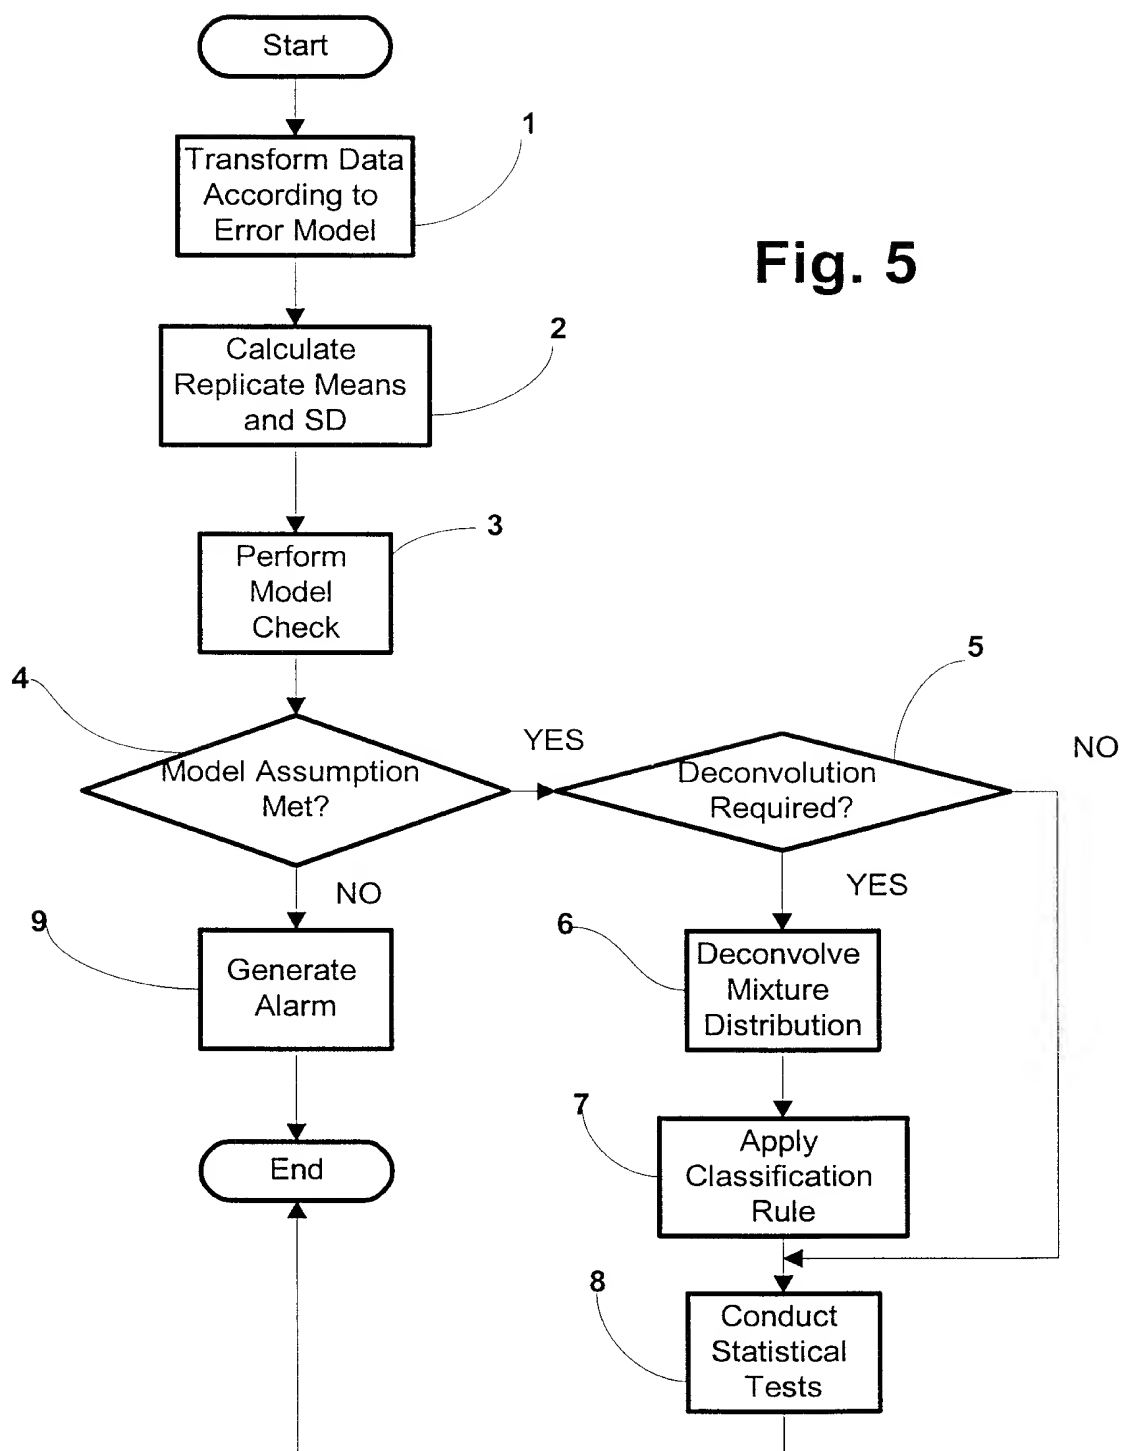 Start
1
Transform Data
According to
Error Model
Fig. 5
2
Calculate
Replicate Means
and SD
3
Perform
Model
Check
4
Model Assumption
Met?
YES
5
Deconvolution
Required?
NO
NO
YES
9
Generate
Alarm
6
Deconvolve
Mixture
Distribution
End
7
Apply
Classification
Rule
8
Conduct
Statistical
Tests